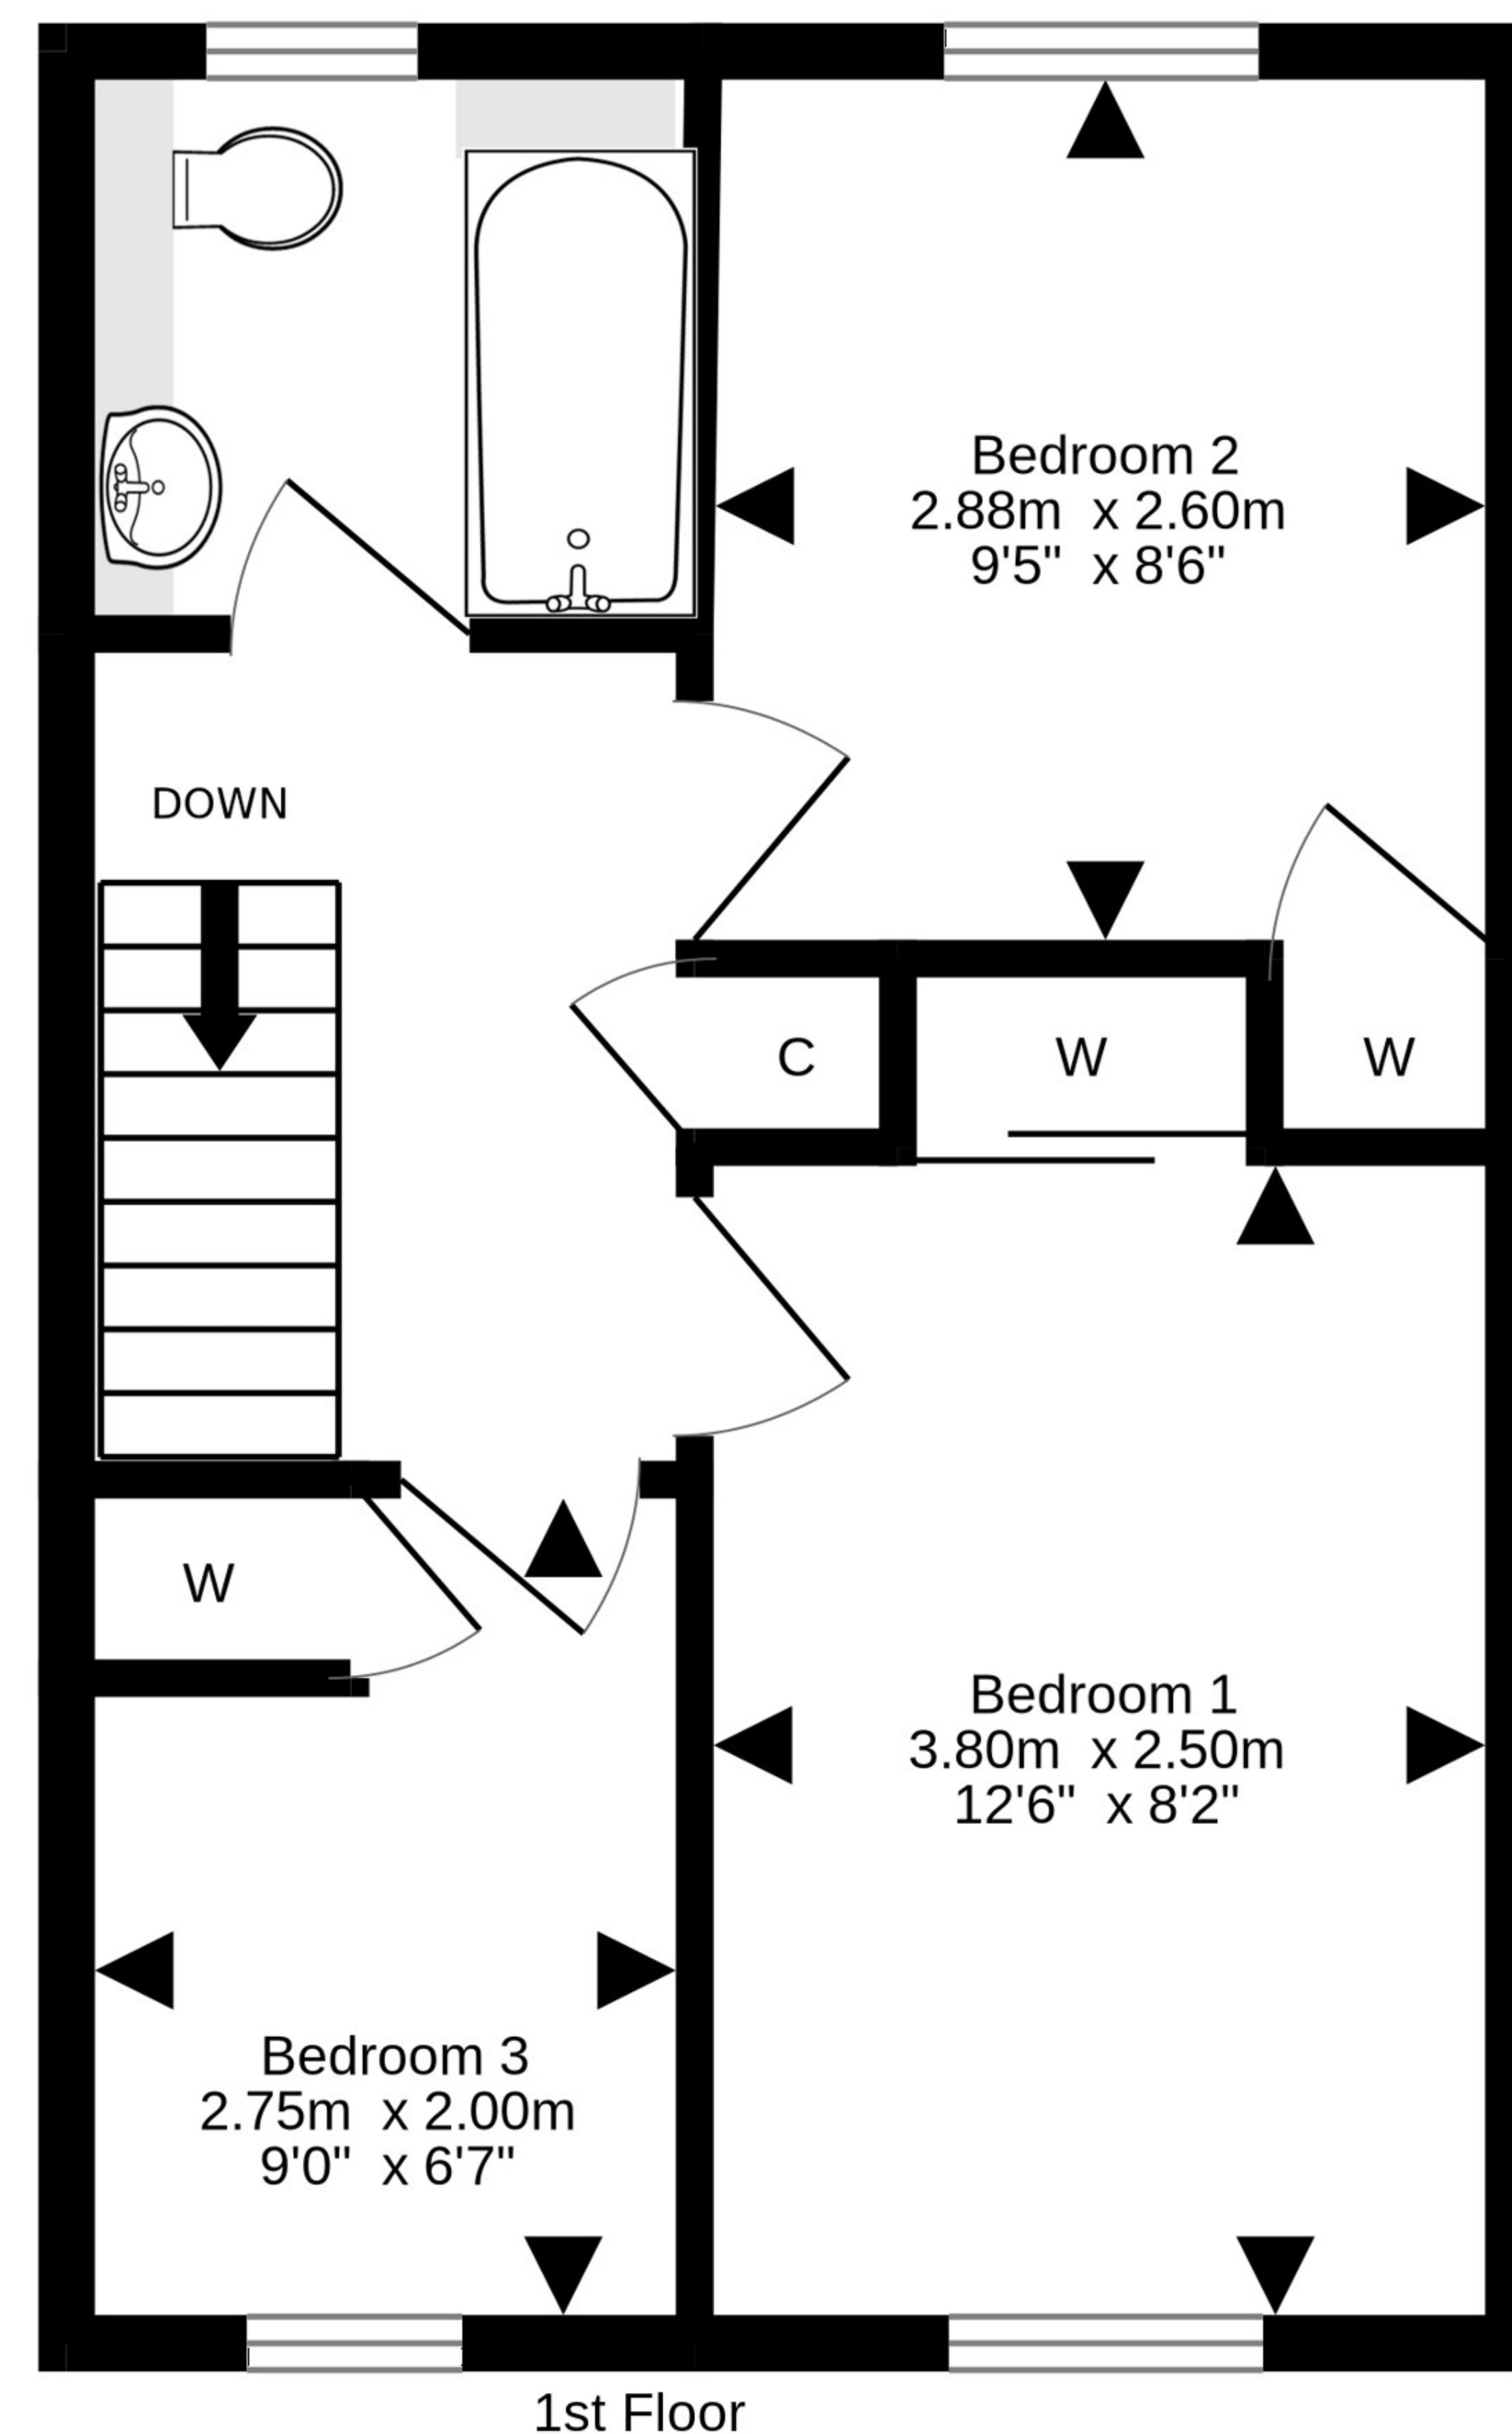 Bedroom 2
2.88m x 2.60m
9'5" x 8'6"
DOWN
C
W
W
W
Bedroom 1
3.80m x 2.50m
12'6" x 8'2"
Bedroom 3
2.75m x 2.00m
9'0" x 6'7"
1st Floor